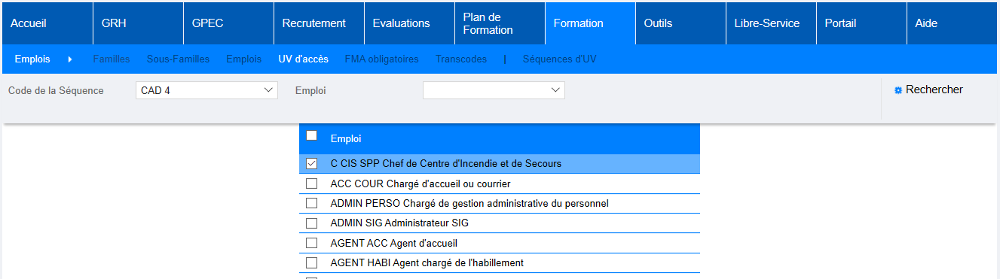 Accueil GRH GPEC Recrutement Evaluations Plan de Formation Formation Outils Libre-Service Portail Aide
Emplois Familles Sous-Familles Emplois UV d'accès FMA obligatoires Transcodes | Séquences d'UV
Code de la Séquence CAD 4 Emploi Rechercher
Emploi
C CIS SPP Chef de Centre d'Incendie et de Secours
ACC COUR Chargé d'accueil ou courrier
ADMIN PERSO Chargé de gestion administrative du personnel
ADMIN SIG Administrateur SIG
AGENT ACC Agent d'accueil
AGENT HABI Agent chargé de l'habillement